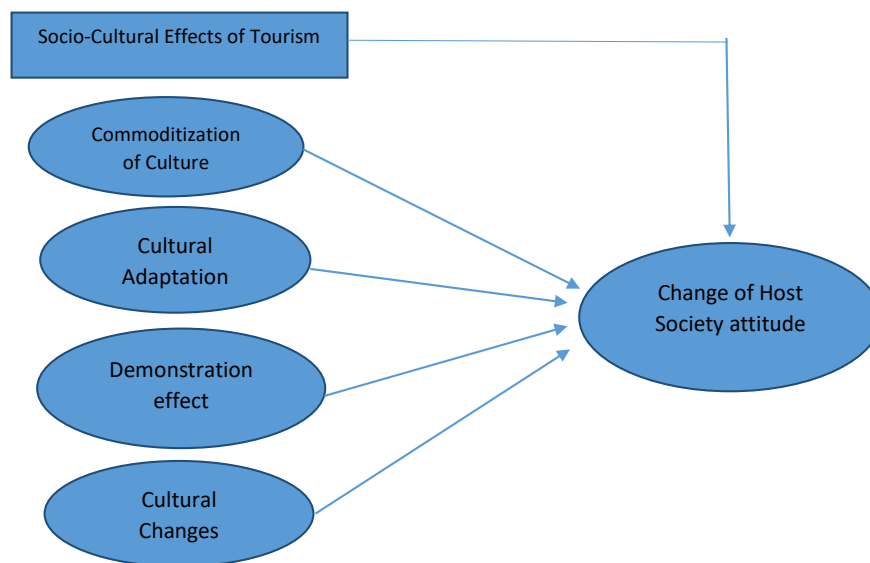 Socio-Cultural Effects of Tourism
Commoditization
of Culture
Cultural
Adaptation
Demonstration
effect
Cultural
Changes
Change of Host
Society attitude